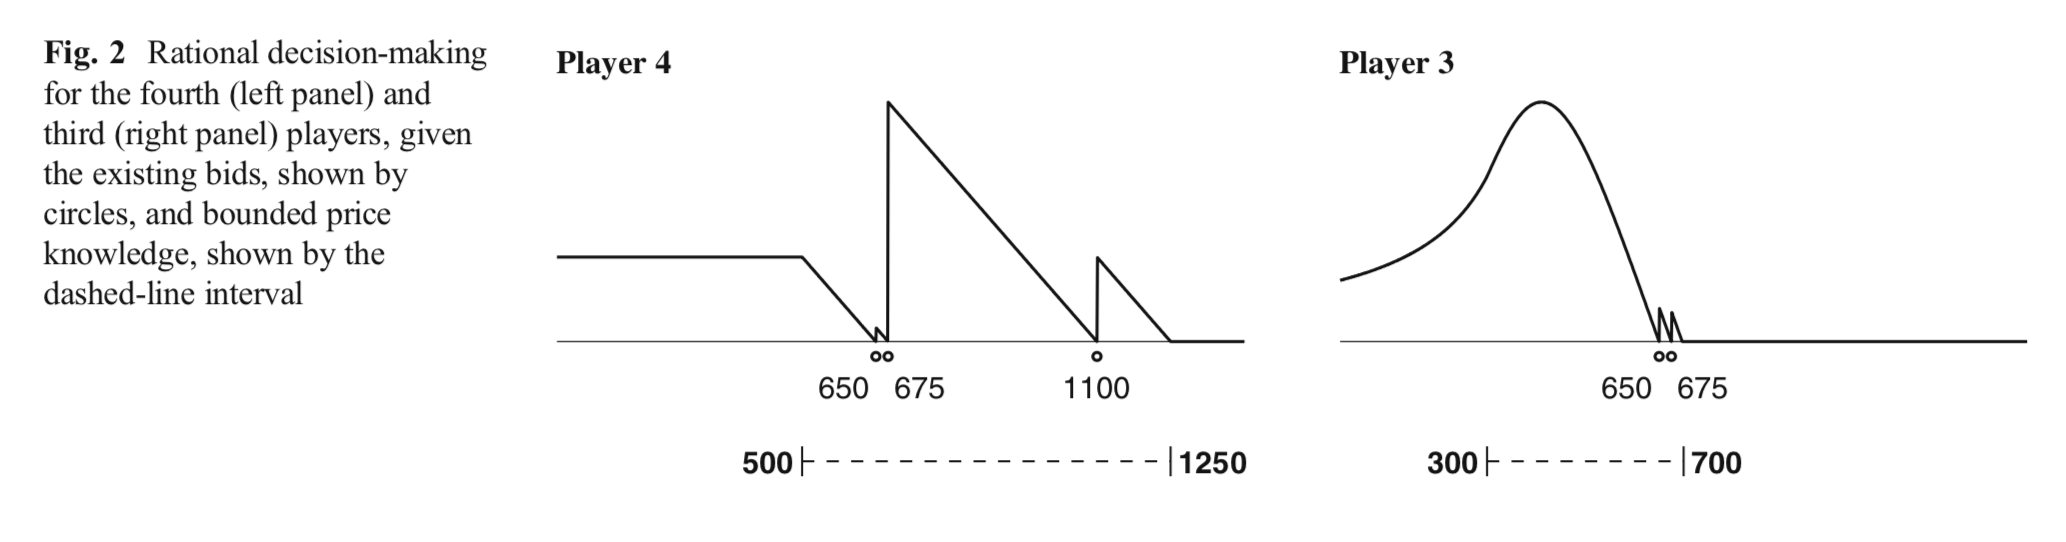 Fig. 2 Rational decision-making
for the fourth (left panel) and
third (right panel) players, given
the existing bids, shown by
circles, and bounded price
knowledge, shown by the
dashed-line interval
Player 4
650 675 1100
500 1250
Player 3
650 675
300 700